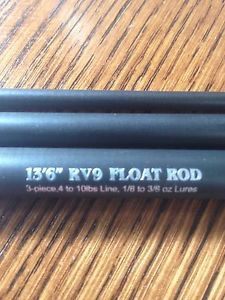 13'6" RV9 FLOAT ROD
3-piece,4 to 10lbs Line, 1/8 to 3/8 oz Lures